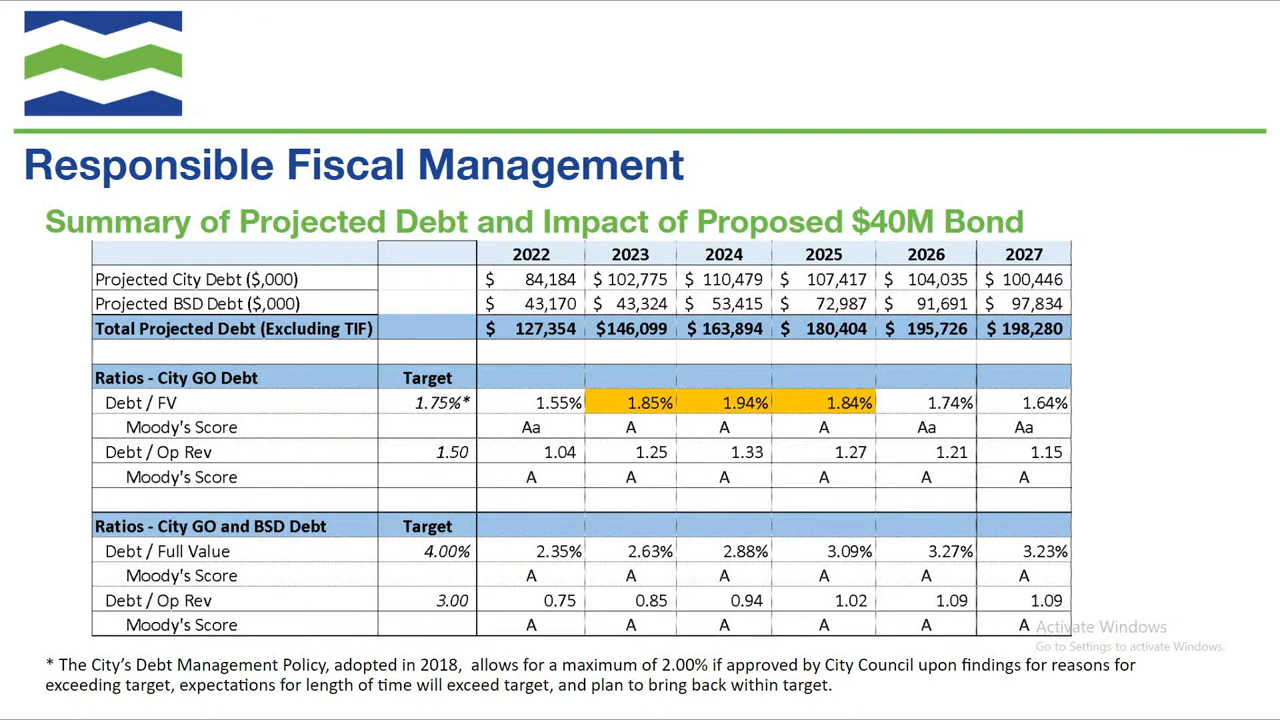 Responsible Fiscal Management
Summary of Projected Debt and Impact of Proposed $40M Bond
2022 2023 2024 2025 2026 2027
Projected City Debt ($,000) $ 84,184 $ 102,775 $ 110,479 $ 107,417 $ 104,035 $ 100,446
Projected BSD Debt ($,000) $ 43,170 $ 43,324 $ 53,415 $ 72,987 $ 91,691 $ 97,834
Total Projected Debt (Excluding TIF) $ 127,354 $146,099 $ 163,894 $ 180,404 $ 195,726 $ 198,280
Ratios - City GO Debt Target
Debt / FV 1.75%* 1.55% 1.85% 1.94% 1.84% 1.74% 1.64%
Moody's Score Aa A A A Aa Aa
Debt / Op Rev 1.50 1.04 1.25 1.33 1.27 1.21 1.15
Moody's Score A A A A A A
Ratios - City GO and BSD Debt Target
Debt / Full Value 4.00% 2.35% 2.63% 2.88% 3.09% 3.27% 3.23%
Moody's Score A A A A A A
Debt / Op Rev 3.00 0.75 0.85 0.94 1.02 1.09 1.09
Moody's Score A A A A A A
Activate Windows
Go to Settings to activate Windows.
* The City's Debt Management Policy, adopted in 2018, allows for a maximum of 2.00% if approved by City Council upon findings for reasons for
exceeding target, expectations for length of time will exceed target, and plan to bring back within target.